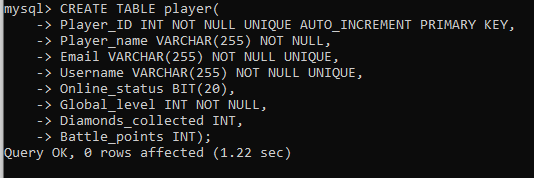 mysql> CREATE TABLE player(
-> Player_ID INT NOT NULL UNIQUE AUTO_INCREMENT PRIMARY KEY,
-> Player_name VARCHAR(255) NOT NULL,
-> Email VARCHAR(255) NOT NULL UNIQUE,
-> Username VARCHAR(255) NOT NULL UNIQUE,
-> Online_status BIT(20),
-> Global_level INT NOT NULL,
-> Diamonds_collected INT,
-> Battle_points INT);
Query OK, 0 rows affected (1.22 sec)